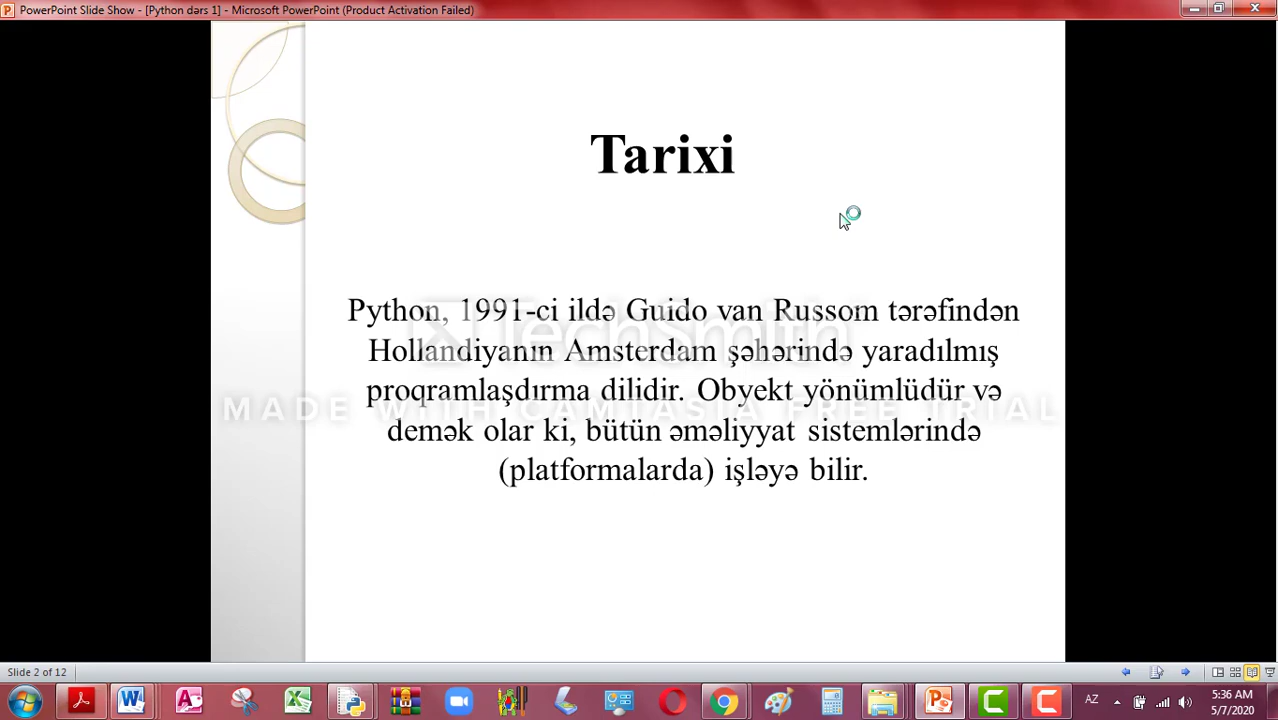 PowerPoint Slide Show - [Python dərs 1] - Microsoft PowerPoint (Product Activation Failed)
Tarixi
Python, 1991-ci ildə Guido van Russom tərəfindən
Hollandiyanın Amsterdam şəhərində yaradılmış
proqramlaşdırma dilidir. Obyekt yönümlüdür və
demək olar ki, bütün əməliyyat sistemlərində
(platformalarda) işləyə bilir.
TechSmith
MADE WITH CAMTASIA FREE TRIAL
Slide 2 of 12
AZ
5:36 AM
5/7/2020